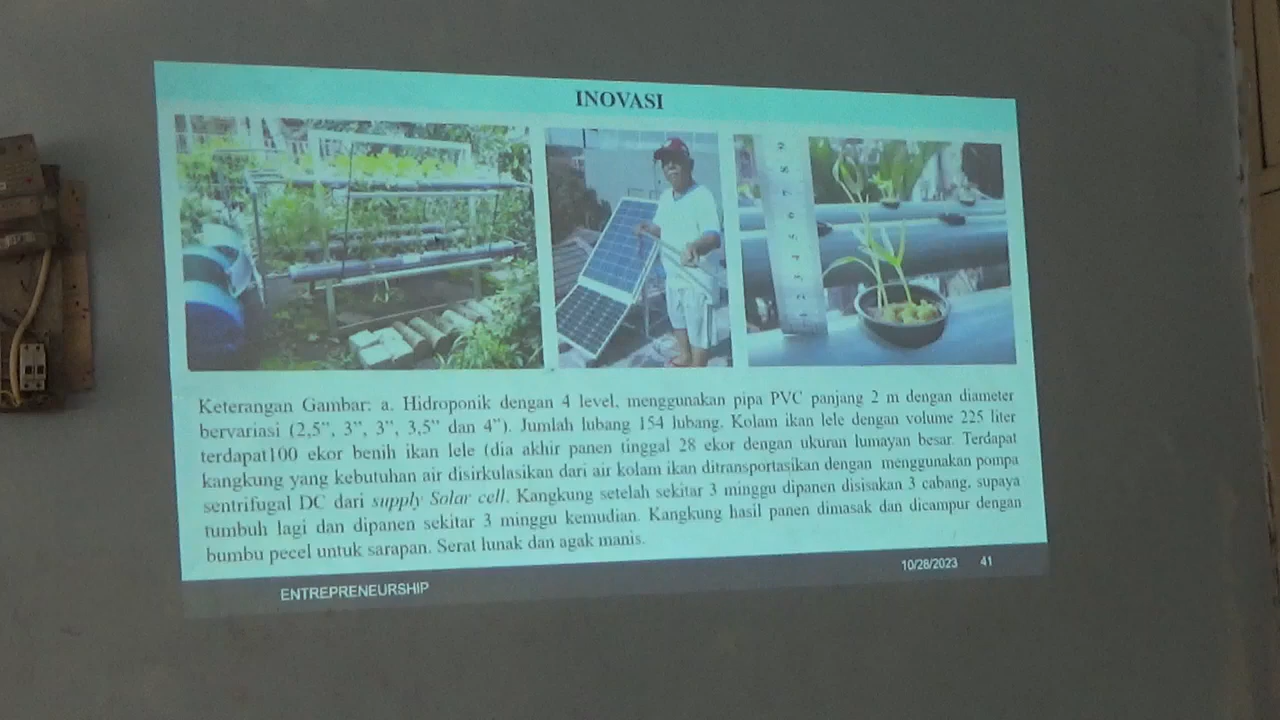 INOVASI
Keterangan Gambar: a. Hidroponik dengan 4 level, menggunakan pipa PVC panjang 2 m dengan diameter
bervariasi (2,5”, 3”, 3”, 3,5” dan 4”). Jumlah lubang 154 lubang. Kolam ikan lele dengan volume 225 liter
terdapat100 ekor benih ikan lele (dia akhir panen tinggal 28 ekor dengan ukuran lumayan besar. Terdapat
kangkung yang kebutuhan air disirkulasikan dari air kolam ikan ditransportasikan dengan menggunakan pompa
sentrifugal DC dari supply Solar cell. Kangkung setelah sekitar 3 minggu dipanen disisakan 3 cabang, supaya
tumbuh lagi dan dipanen sekitar 3 minggu kemudian. Kangkung hasil panen dimasak dan dicampur dengan
bumbu pecel untuk sarapan. Serat lunak dan agak manis.
ENTREPRENEURSHIP
10/28/2023 41